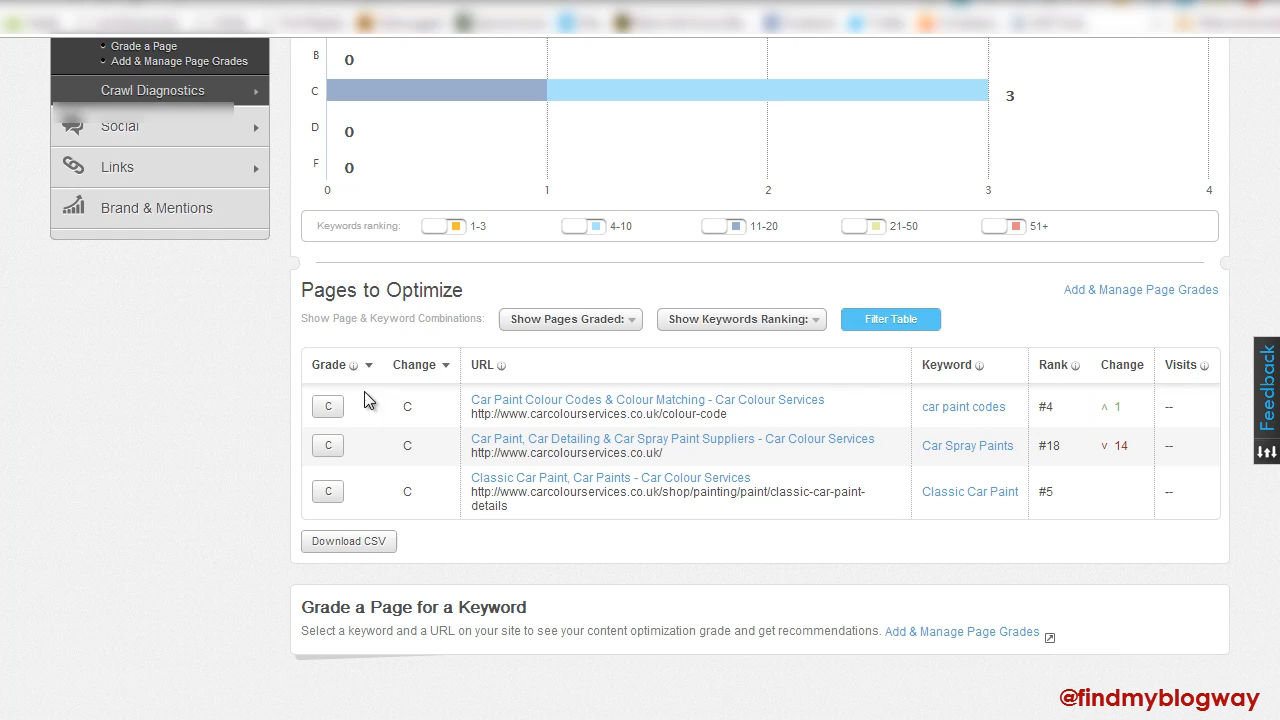 Grade a Page
Add & Manage Page Grades
Crawl Diagnostics
Social
Links
Brand & Mentions
B 0
C 3
D 0
F 0
0 1 2 3 4
Keywords ranking: 1-3 4-10 11-20 21-50 51+
Pages to Optimize
Add & Manage Page Grades
Show Page & Keyword Combinations: Show Pages Graded: Show Keywords Ranking: Filter Table
Grade Change URL Keyword Rank Change Visits
C C Car Paint Colour Codes & Colour Matching - Car Colour Services car paint codes #4 ^ 1 --
http://www.carcolourservices.co.uk/colour-code
C C Car Paint, Car Detailing & Car Spray Paint Suppliers - Car Colour Services Car Spray Paints #18 v 14 --
http://www.carcolourservices.co.uk/
C C Classic Car Paint, Car Paints - Car Colour Services Classic Car Paint #5 --
http://www.carcolourservices.co.uk/shop/painting/paint/classic-car-paint-
details
Download CSV
Grade a Page for a Keyword
Select a keyword and a URL on your site to see your content optimization grade and get recommendations. Add & Manage Page Grades
Feedback
@findmyblogway